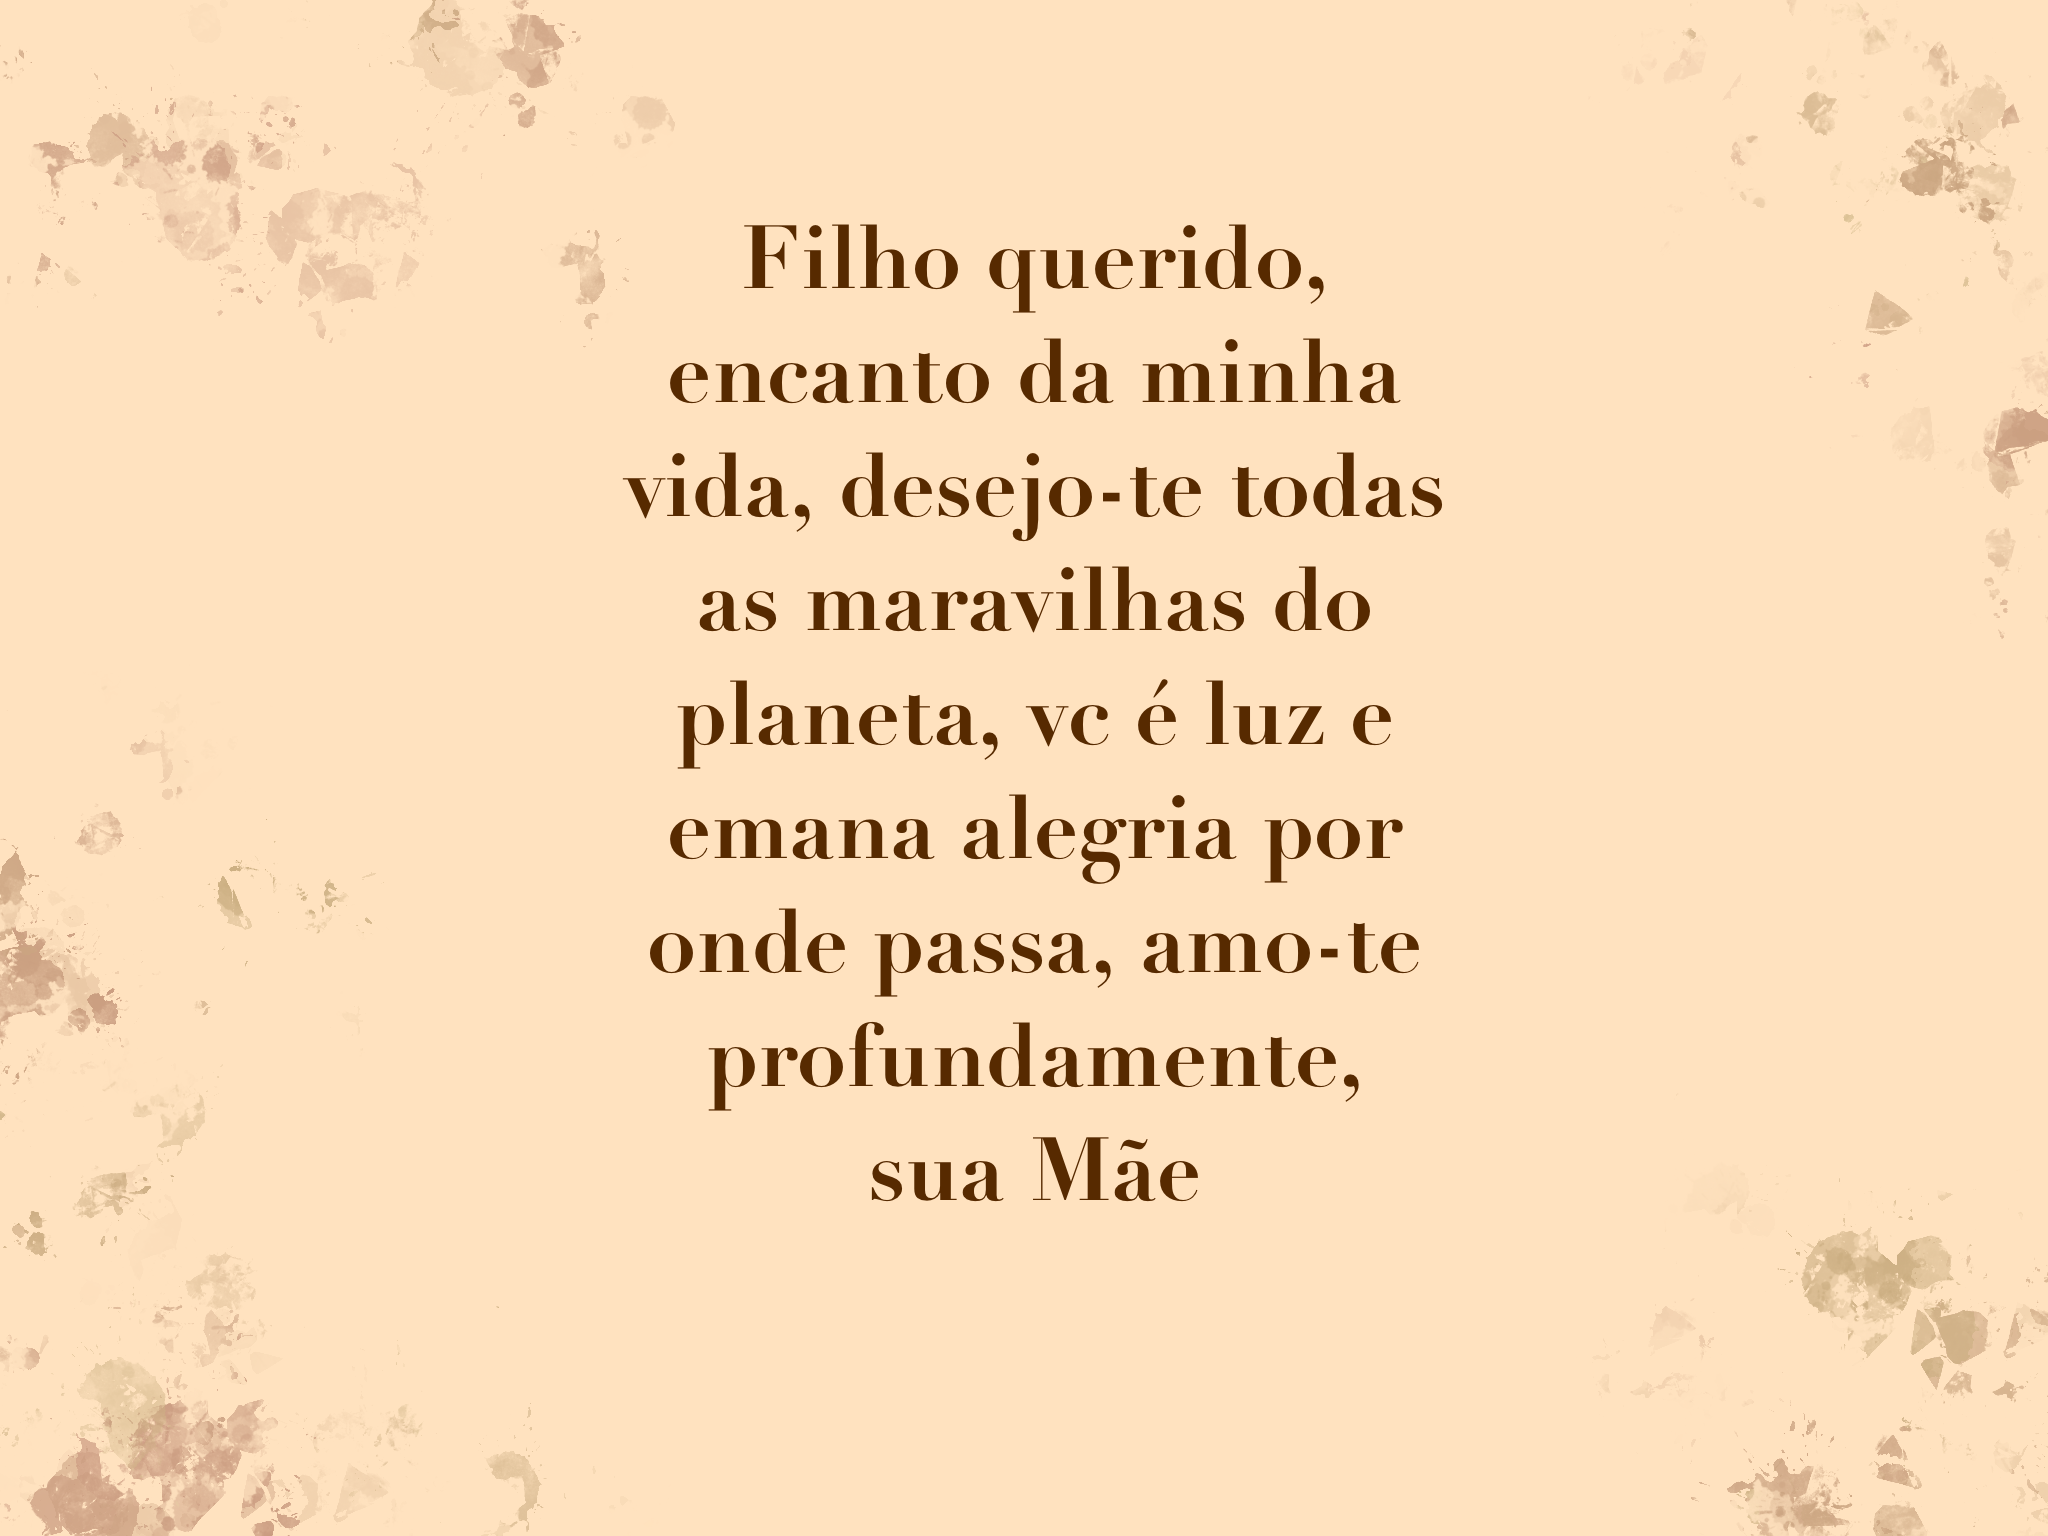 Filho querido,
encanto da minha
vida, desejo-te todas
as maravilhas do
planeta, vc é luz e
emana alegria por
onde passa, amo-te
profundamente,
sua Mãe